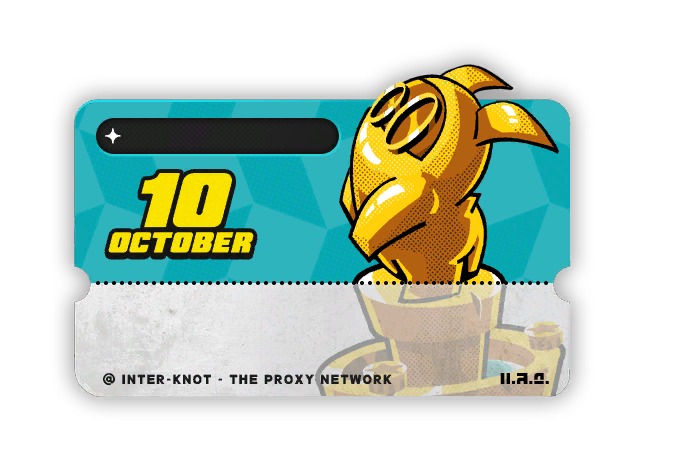 10
OCTOBER
@ INTER-KNOT - THE PROXY NETWORK